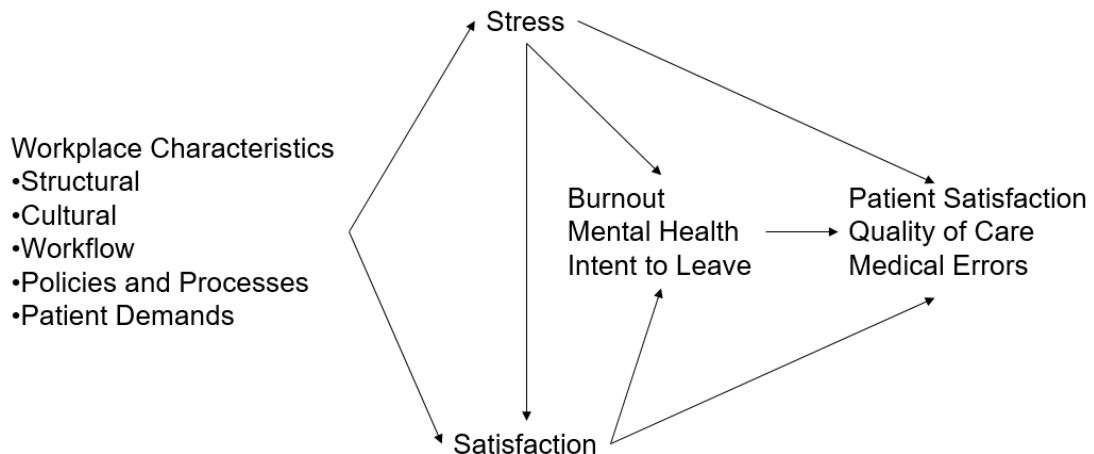 Stress
Workplace Characteristics
•Structural
•Cultural
•Workflow
•Policies and Processes
•Patient Demands
Burnout
Mental Health
Intent to Leave
Patient Satisfaction
Quality of Care
Medical Errors
Satisfaction